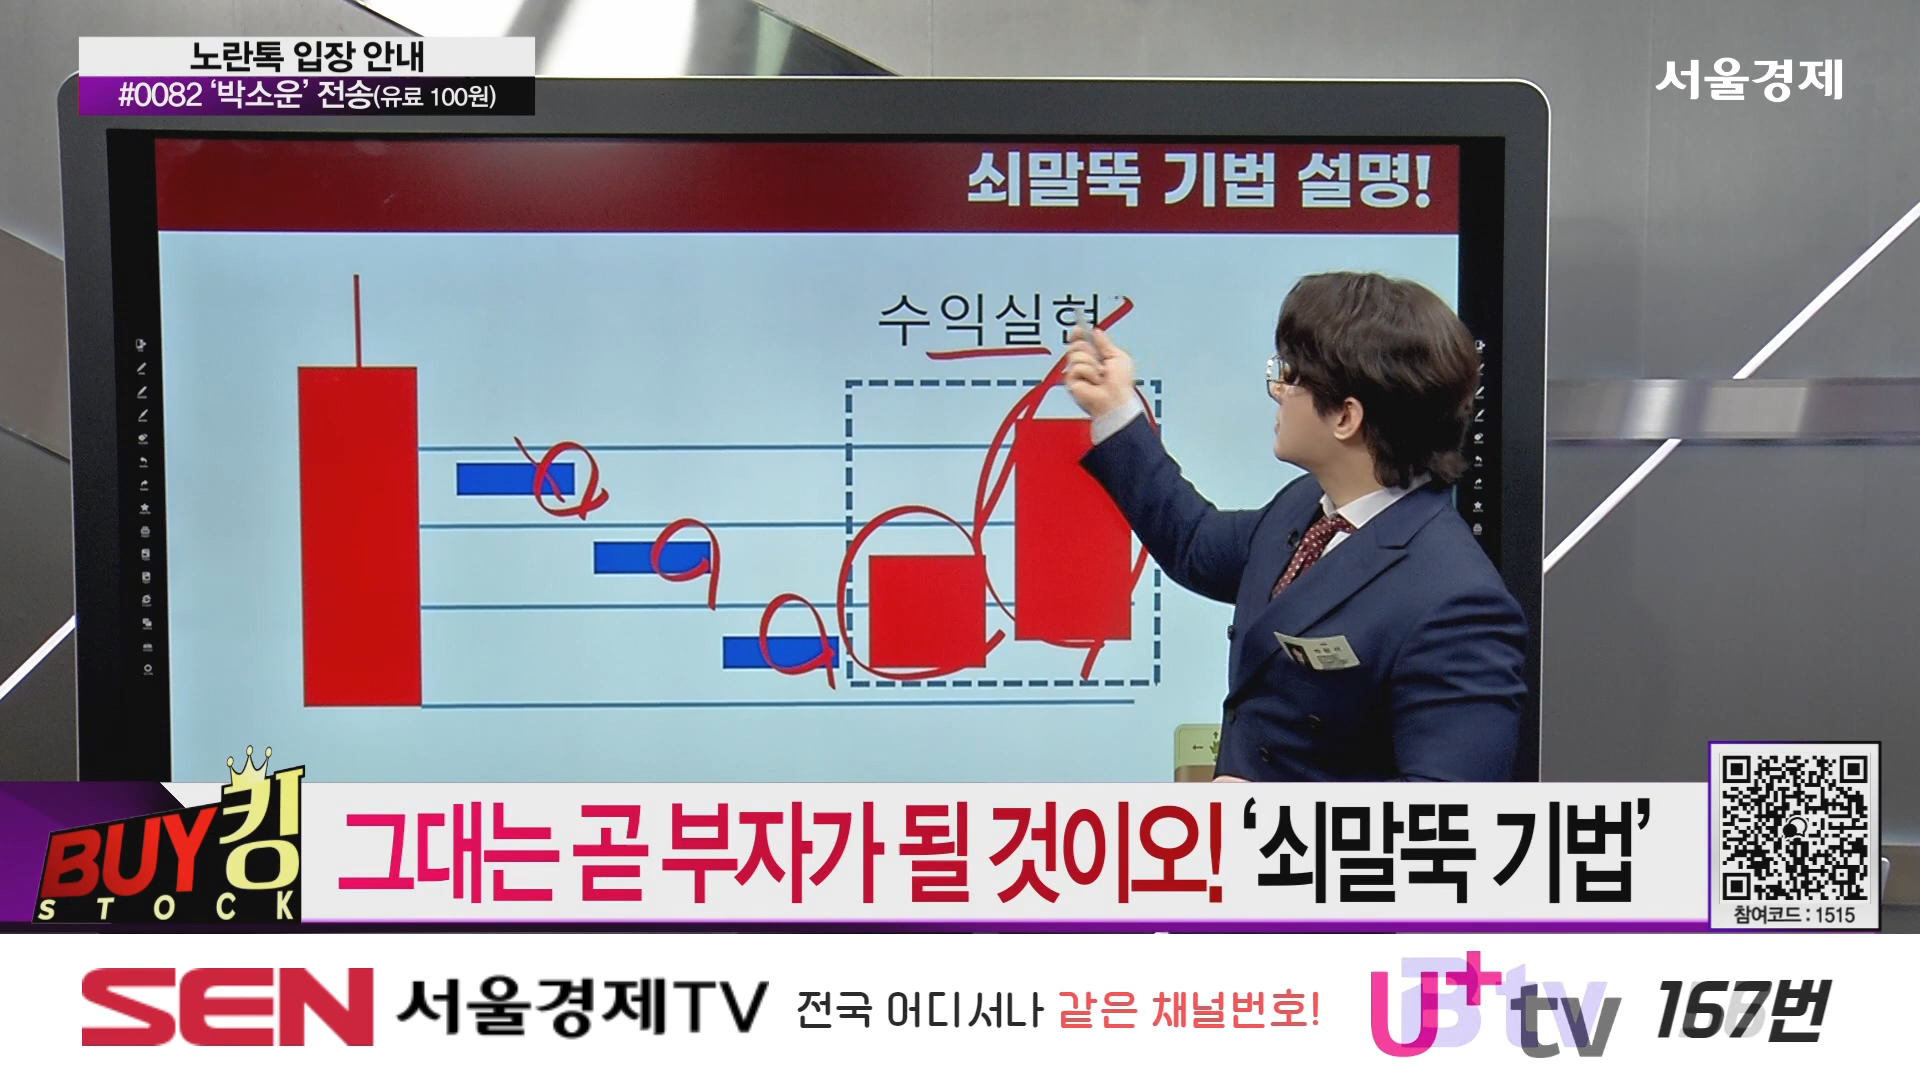 노란톡 입장 안내
#0082 ‘박소운’ 전송(유료 100원)
서울경제
쇠말뚝 기법 설명!
수익실현
BUY킹
STOCK
그대는 곧 부자가 될 것이오! ‘쇠말뚝 기법’
참여코드 : 1515
SEN 서울경제TV 전국 어디서나 같은 채널번호! U+tv 167번